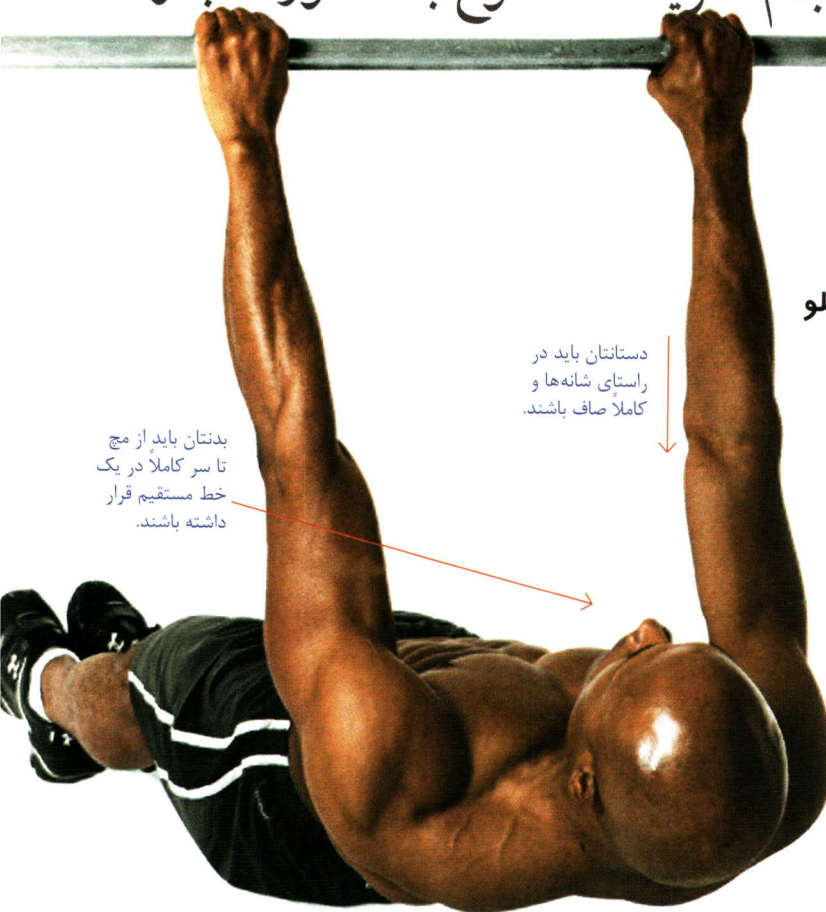 دستانتان باید در
راستای شانه‌ها و
کاملاً صاف باشند.
بدنتان باید از مچ
تا سر کاملاً در یک
خط مستقیم قرار
داشته باشند.